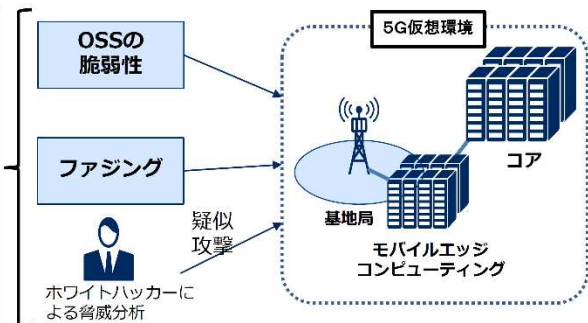 OSSの
脆弱性
ファジング
疑似
攻撃
ホワイトハッカーに
よる脅威分析
5G仮想環境
基地局
モバイルエッジ
コンピューティング
コア